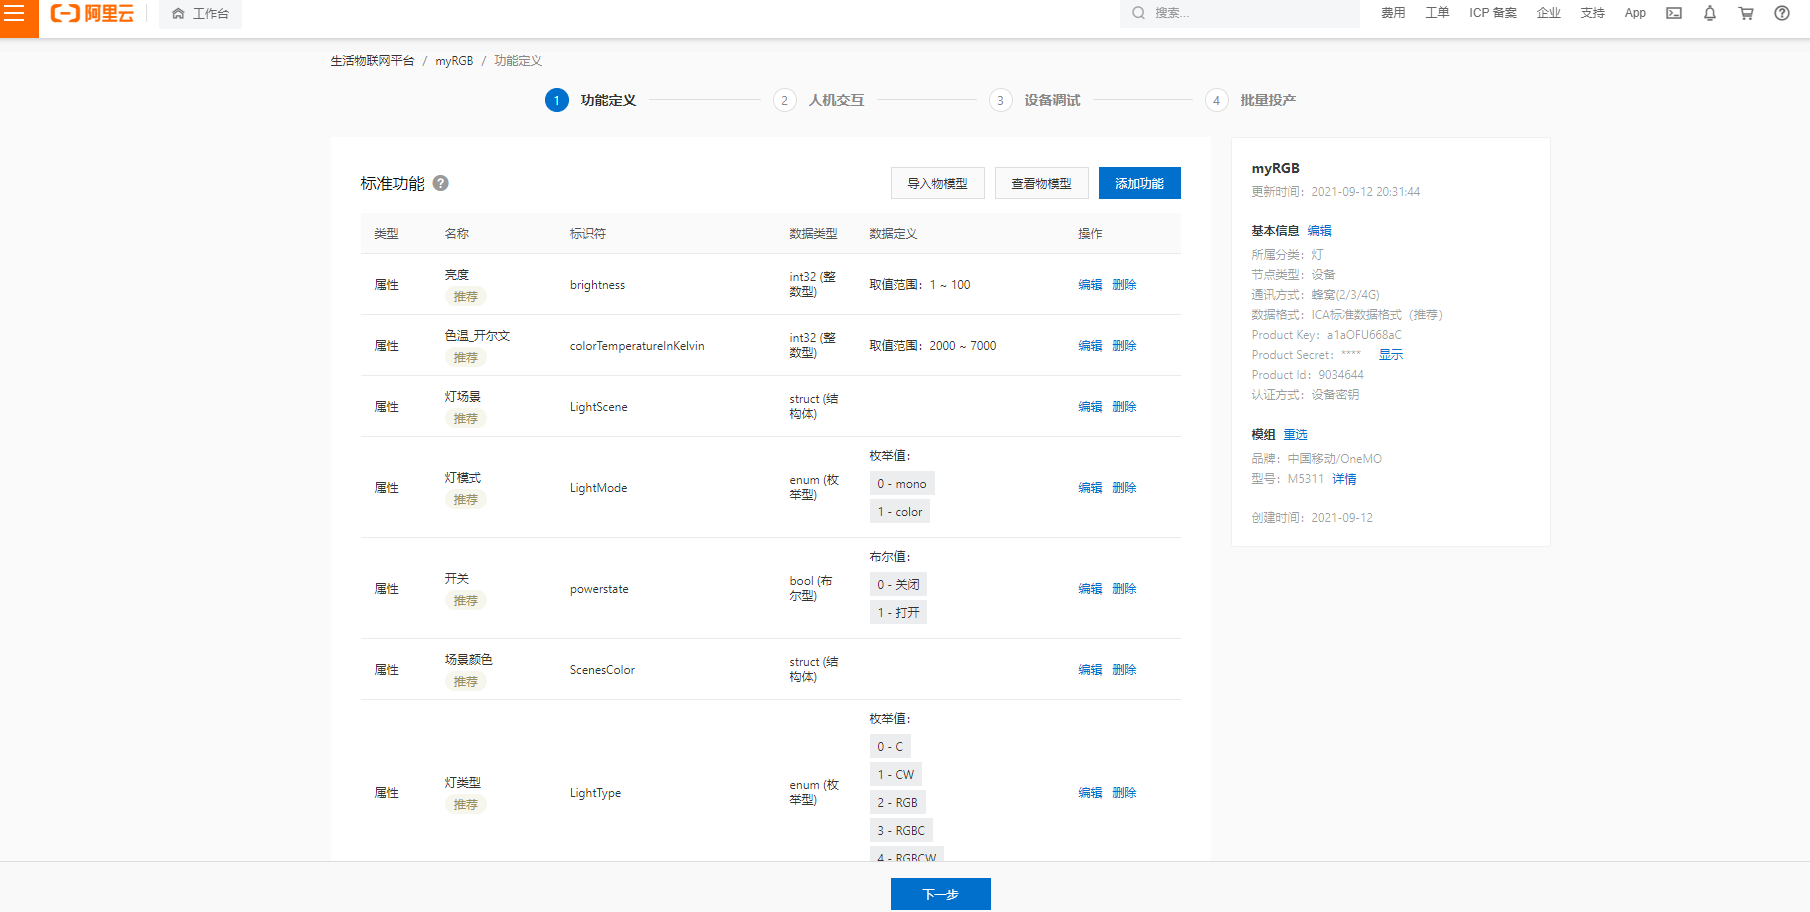 阿里云
工作台
搜索...
费用 工单 ICP 备案 企业 支持 App
生活物联网平台 / myRGB / 功能定义
1 功能定义 2 人机交互 3 设备调试 4 批量投产
标准功能
导入物模型 查看物模型 添加功能
类型 名称 标识符 数据类型 数据定义 操作
属性 亮度 推荐 brightness int32 (整数型) 取值范围：1 ~ 100 编辑 删除
属性 色温_开尔文 推荐 colorTemperatureInKelvin int32 (整数型) 取值范围：2000 ~ 7000 编辑 删除
属性 灯场景 推荐 LightScene struct (结构体) 编辑 删除
属性 灯模式 推荐 LightMode enum (枚举型) 枚举值： 编辑 删除
0 - mono
1 - color
属性 开关 推荐 powerstate bool (布尔型) 布尔值： 编辑 删除
0 - 关闭
1 - 打开
属性 场景颜色 推荐 ScenesColor struct (结构体) 编辑 删除
属性 灯类型 推荐 LightType enum (枚举型) 枚举值： 编辑 删除
0 - C
1 - CW
2 - RGB
3 - RGBC
4 - RGBCW
下一步
myRGB
更新时间：2021-09-12 20:31:44
基本信息 编辑
所属分类：灯
节点类型：设备
通讯方式：蜂窝(2/3/4G)
数据格式：ICA标准数据格式（推荐）
Product Key：a1aOFU668aC
Product Secret：**** 显示
Product Id：9034644
认证方式：设备密钥
模组 重选
品牌：中国移动/OneMO
型号：M5311 详情
创建时间：2021-09-12